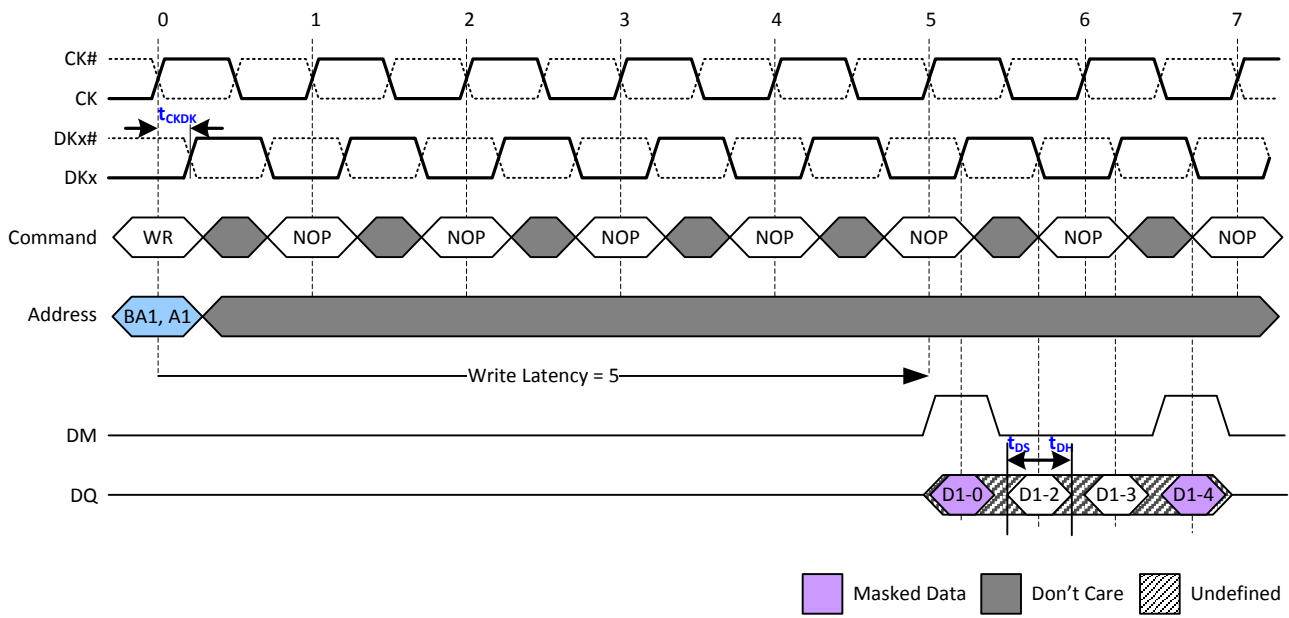 0 1 2 3 4 5 6 7
CK#
CK
tCKDK
DKx#
DKx
Command WR NOP NOP NOP NOP NOP NOP NOP
Address BA1, A1
Write Latency = 5
DM
tDS tDH
DQ D1-0 D1-2 D1-3 D1-4
Masked Data Don't Care Undefined